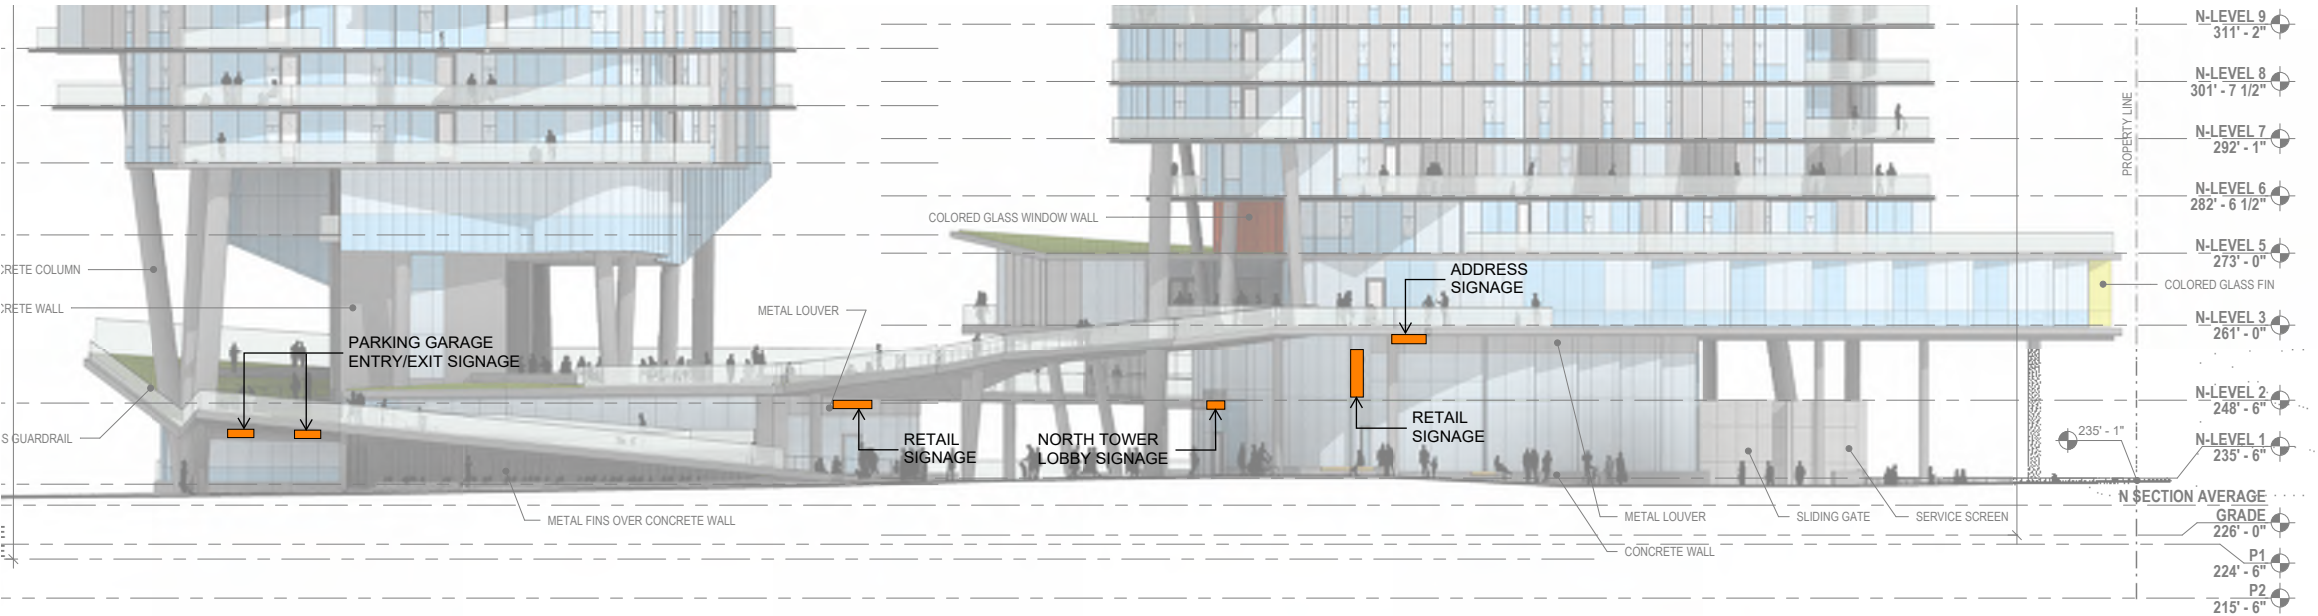 N-LEVEL 9
311' - 2"
N-LEVEL 8
301' - 7 1/2"
PROPERTY LINE
N-LEVEL 7
292' - 1"
N-LEVEL 6
282' - 6 1/2"
COLORED GLASS WINDOW WALL
N-LEVEL 5
273' - 0"
CRETE COLUMN
ADDRESS
SIGNAGE
COLORED GLASS FIN
CRETE WALL
METAL LOUVER
N-LEVEL 3
261' - 0"
PARKING GARAGE
ENTRY/EXIT SIGNAGE
N-LEVEL 2
248' - 6"
S GUARDRAIL
RETAIL
SIGNAGE
NORTH TOWER
LOBBY SIGNAGE
RETAIL
SIGNAGE
235' - 1"
N-LEVEL 1
235' - 6"
N SECTION AVERAGE
GRADE
226' - 0"
METAL FINS OVER CONCRETE WALL
METAL LOUVER
SLIDING GATE
SERVICE SCREEN
CONCRETE WALL
P1
224' - 6"
P2
215' - 6"